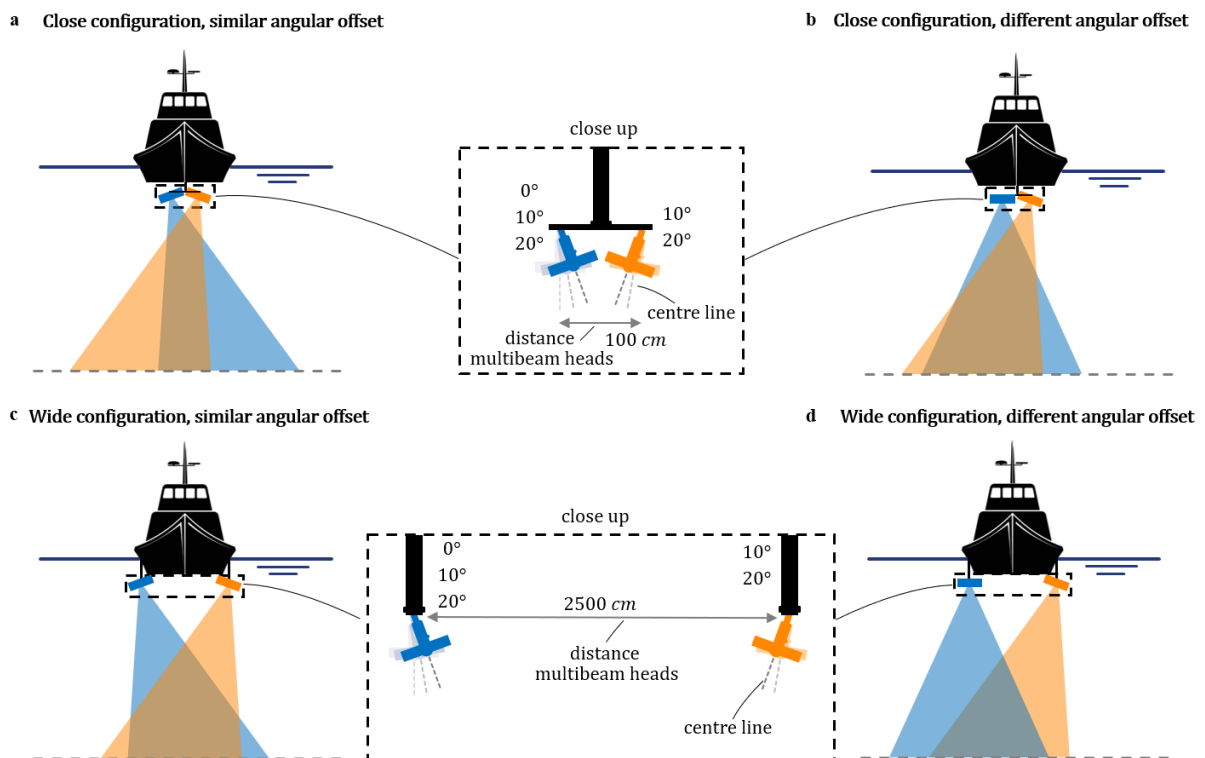 a Close configuration, similar angular offset
b Close configuration, different angular offset
close up
0°
10°
20°
10°
20°
centre line
distance
multibeam heads
100 cm
c Wide configuration, similar angular offset
d Wide configuration, different angular offset
close up
0°
10°
20°
10°
20°
2500 cm
distance
multibeam heads
centre line